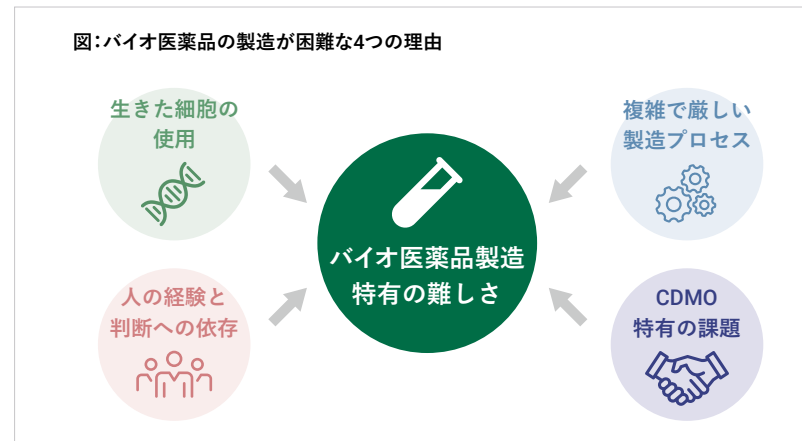 図：バイオ医薬品の製造が困難な4つの理由
生きた細胞の
使用
複雑で厳しい
製造プロセス
バイオ医薬品製造
特有の難しさ
人の経験と
判断への依存
CDMO
特有の課題